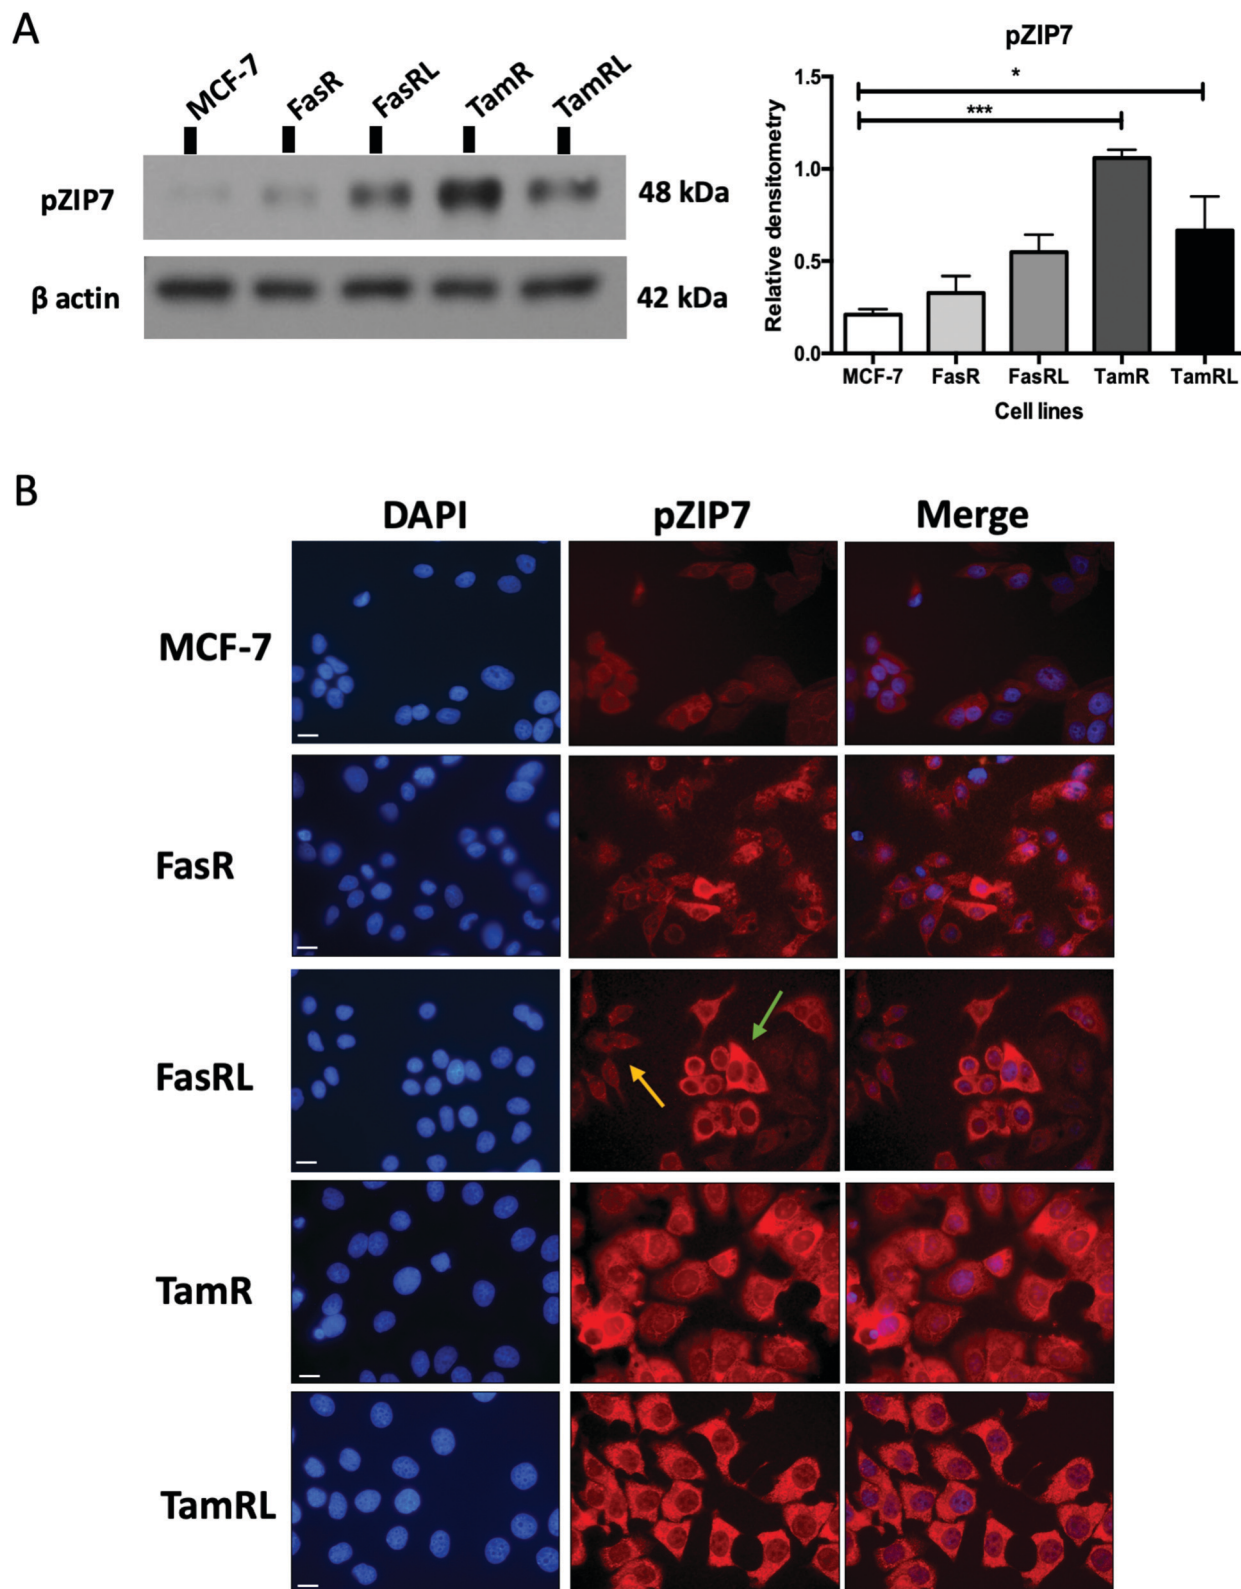 A
MCF-7
FasR
FasRL
TamR
TamRL
pZIP7
48 kDa
β actin
42 kDa
pZIP7
*
***
1.5
1.0
0.5
0.0
Relative densitometry
MCF-7 FasR FasRL TamR TamRL
Cell lines
B
DAPI pZIP7 Merge
MCF-7
FasR
FasRL
TamR
TamRL